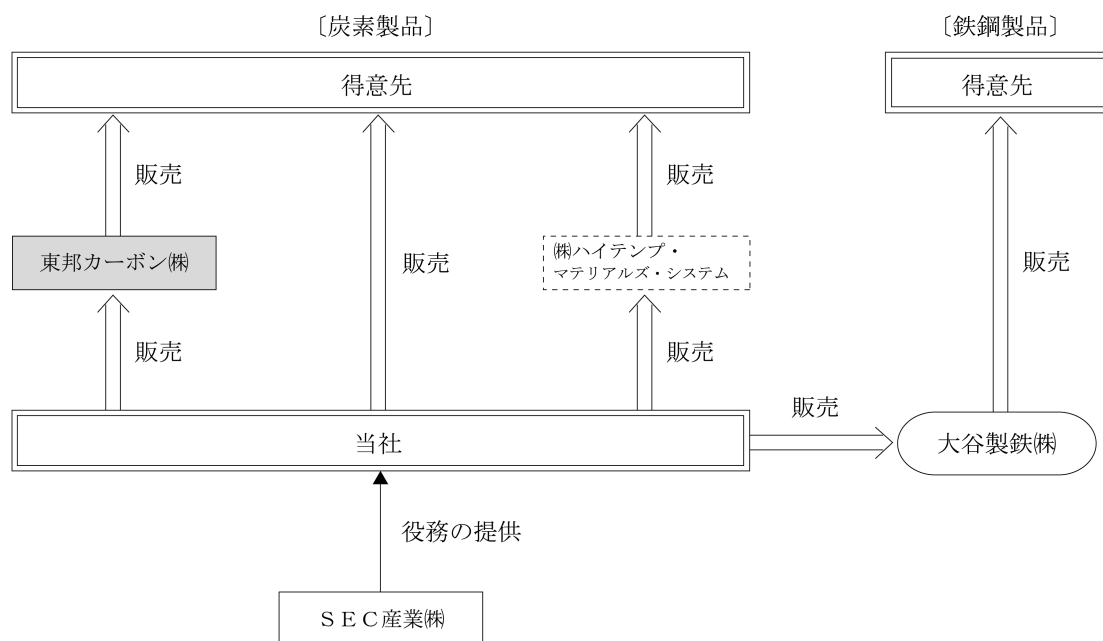 〔炭素製品〕
〔鉄鋼製品〕
得意先
得意先
販売
販売
東邦カーボン㈱
販売
㈱ハイテンプ・
マテリアルズ・システム
販売
販売
販売
販売
当社
大谷製鉄㈱
役務の提供
ＳＥＣ産業㈱